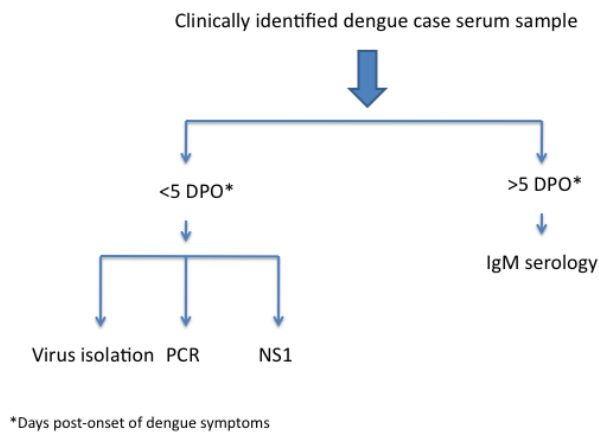 Clinically identified dengue case serum sample
<5 DPO*
>5 DPO*
IgM serology
Virus isolation PCR NS1
*Days post-onset of dengue symptoms